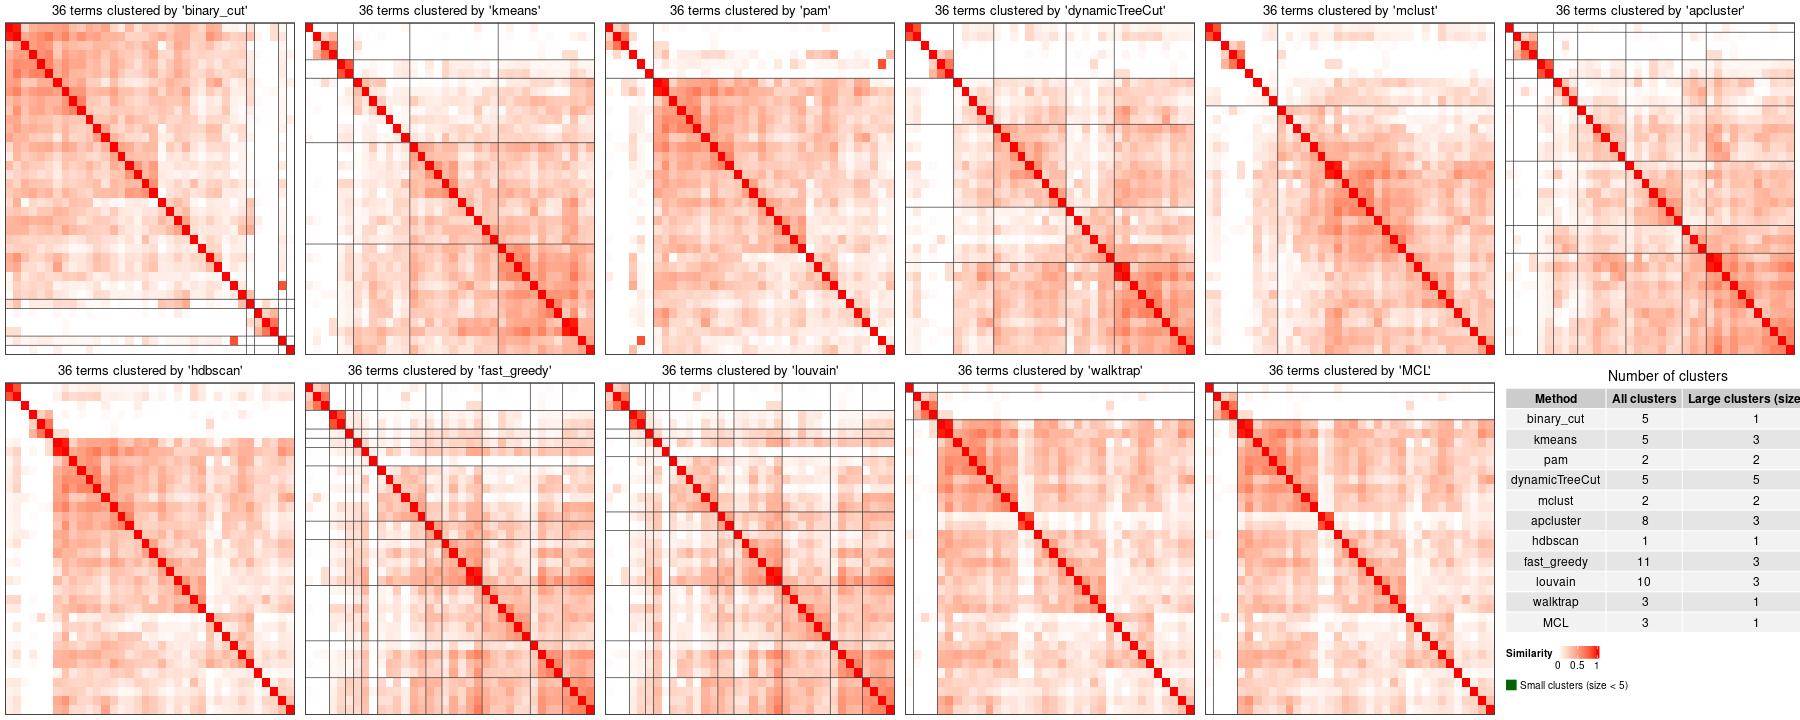 36 terms clustered by 'binary_cut'
36 terms clustered by 'kmeans'
36 terms clustered by 'pam'
36 terms clustered by 'dynamicTreeCut'
36 terms clustered by 'mclust'
36 terms clustered by 'apcluster'
36 terms clustered by 'hdbscan'
36 terms clustered by 'fast_greedy'
36 terms clustered by 'louvain'
36 terms clustered by 'walktrap'
36 terms clustered by 'MCL'
Number of clusters
Method All clusters Large clusters (size
binary_cut 5 1
kmeans 5 3
pam 2 2
dynamicTreeCut 5 5
mclust 2 2
apcluster 8 3
hdbscan 1 1
fast_greedy 11 3
louvain 10 3
walktrap 3 1
MCL 3 1
Similarity
0 0.5 1
Small clusters (size < 5)